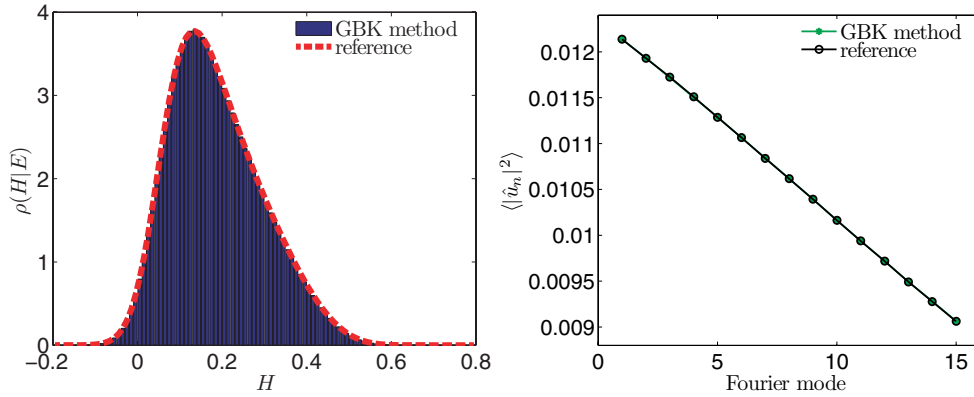 GBK method
reference
4
3
2
1
0
ρ(H|E)
−0.2 0 0.2 0.4 0.6 0.8
H
GBK method
reference
0.012
0.0115
0.011
0.0105
0.01
0.0095
0.009
⟨|û_n|²⟩
0 5 10 15
Fourier mode